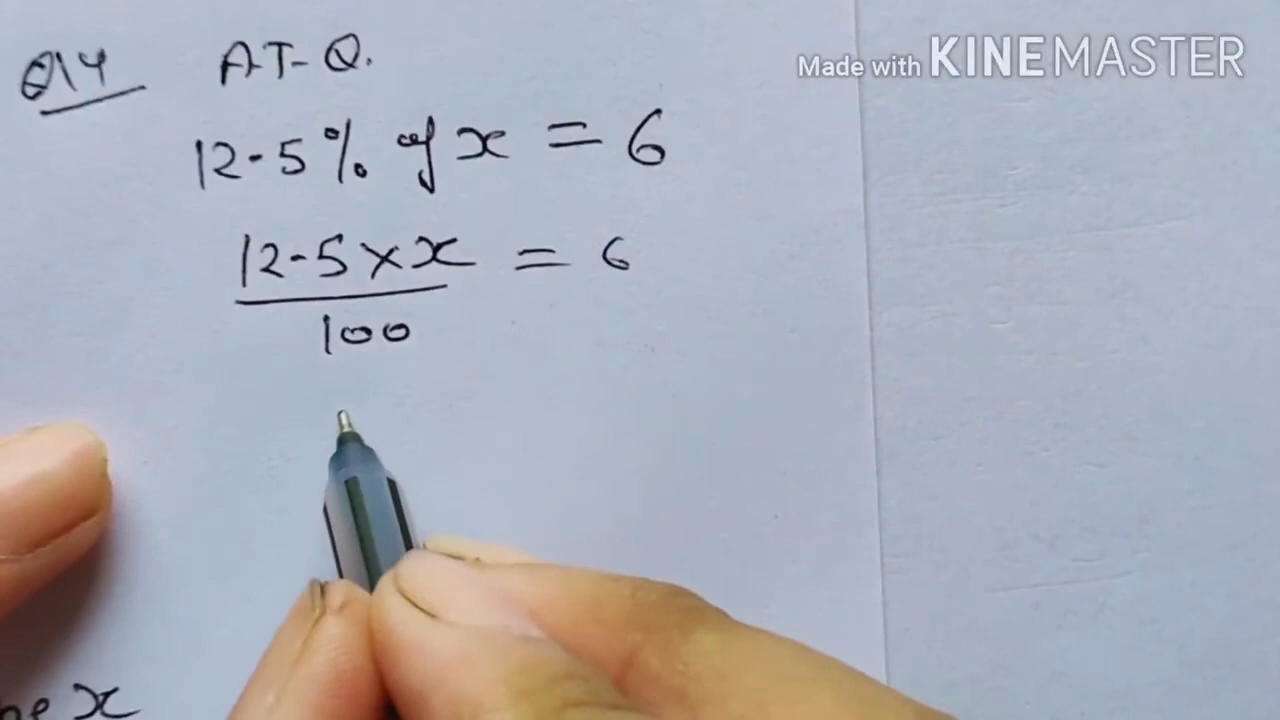 Made with KINEMASTER
Q14 A-T-Q.
12.5% of x = 6
12.5 × x = 6
100
x